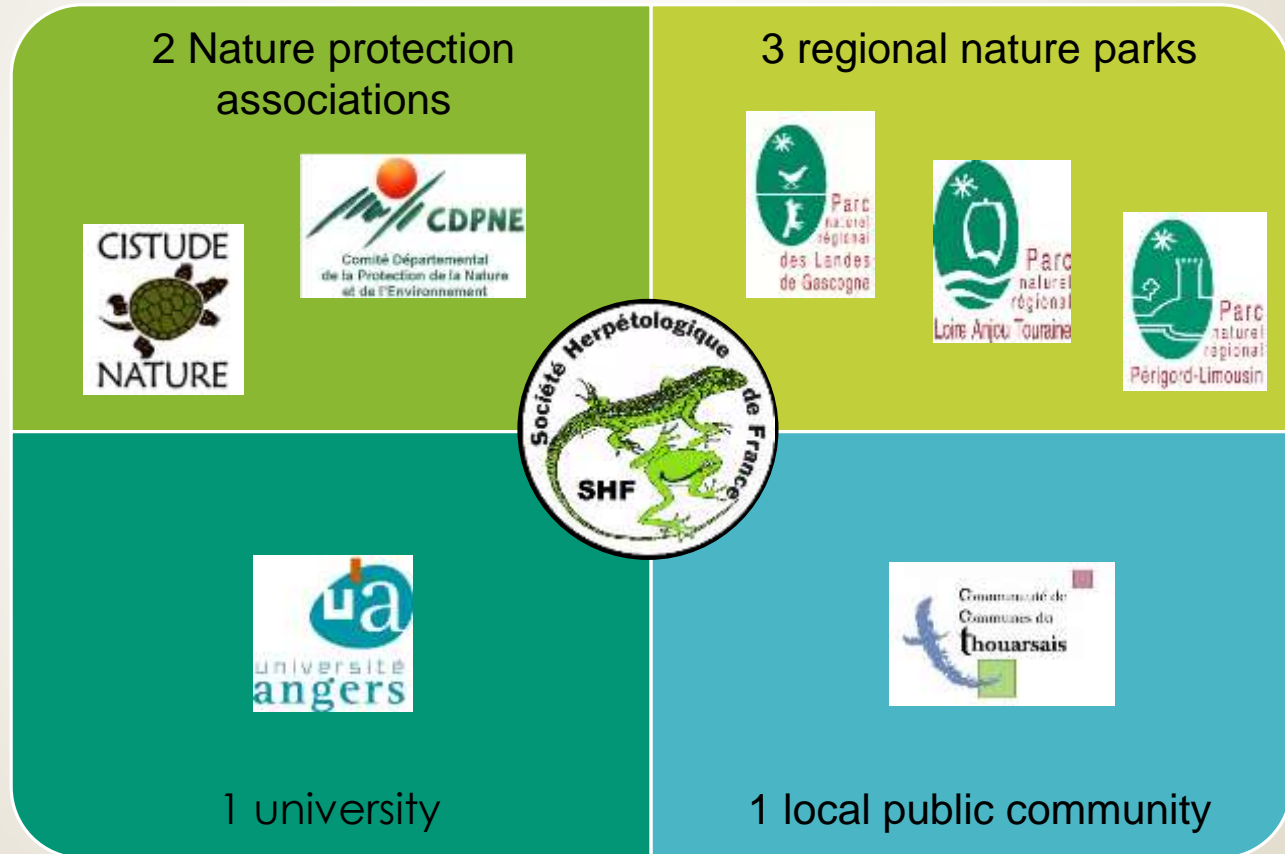 2 Nature protection
associations
CISTUDE
NATURE
CDPNE
Comité Départemental
de la Protection de la Nature
et de l'Environnement
3 regional nature parks
Parc
naturel
régional
des Landes
de Gascogne
Parc
naturel
régional
Loire Anjou Touraine
Parc
naturel
régional
Périgord-Limousin
Société Herpétologique de France
SHF
ua
université
angers
1 university
Communauté de
Communes du
thouarsais
1 local public community